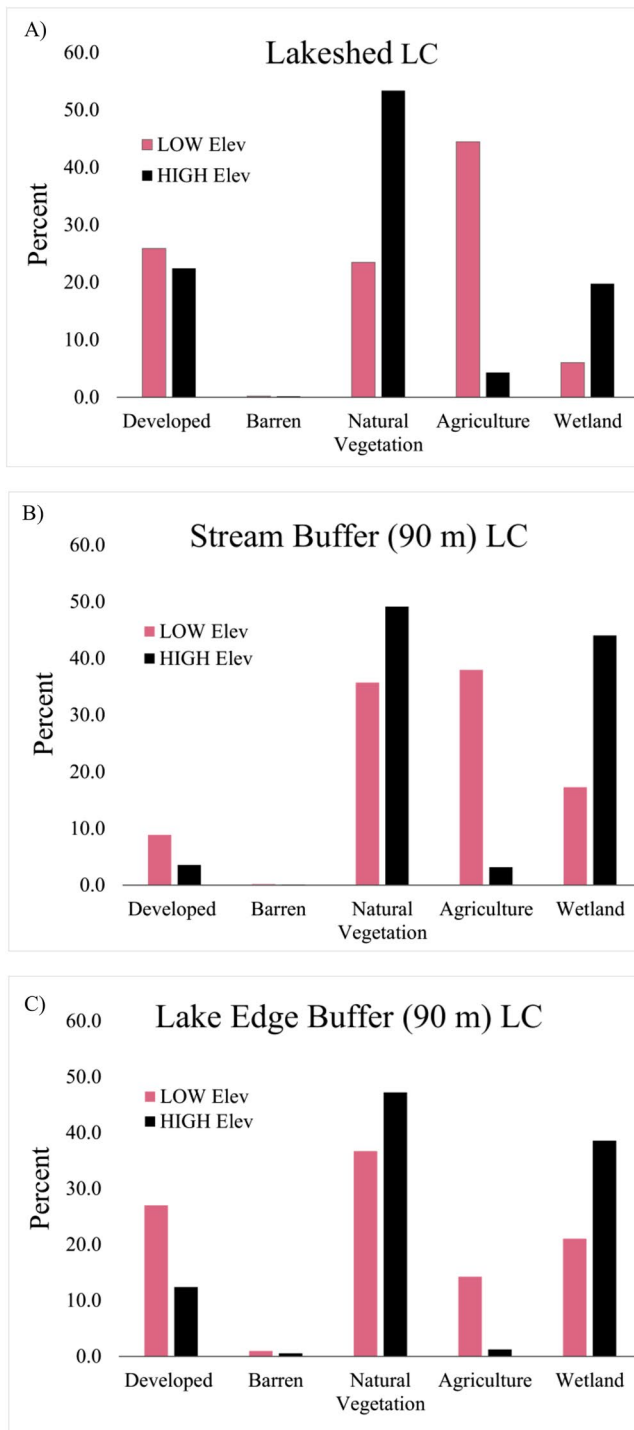 A)
Lakeshed LC
60.0
50.0
40.0
30.0
20.0
10.0
0.0
Percent
LOW Elev
HIGH Elev
Developed Barren Natural Vegetation Agriculture Wetland
B)
Stream Buffer (90 m) LC
60.0
50.0
40.0
30.0
20.0
10.0
0.0
Percent
LOW Elev
HIGH Elev
Developed Barren Natural Vegetation Agriculture Wetland
C)
Lake Edge Buffer (90 m) LC
60.0
50.0
40.0
30.0
20.0
10.0
0.0
Percent
LOW Elev
HIGH Elev
Developed Barren Natural Vegetation Agriculture Wetland